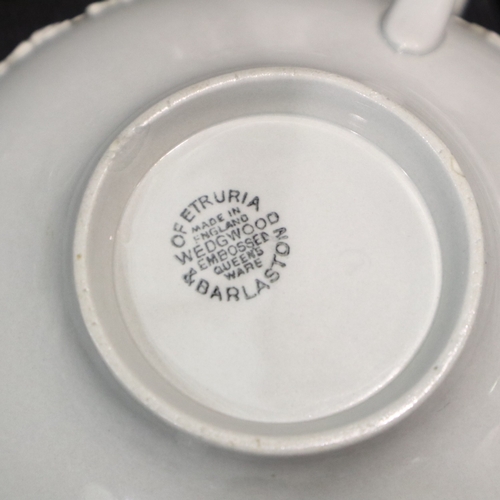 OF ETRURIA
MADE IN
ENGLAND
WEDGWOOD
EMBOSSED
QUEENS
WARE
& BARLASTON